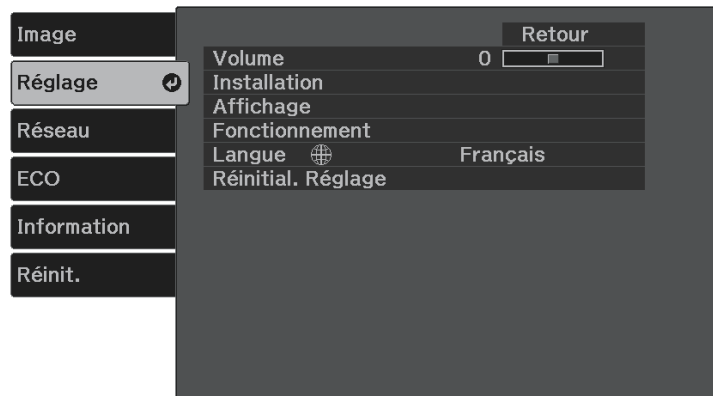 Image
Réglage
Réseau
ECO
Information
Réinit.
Retour
Volume 0
Installation
Affichage
Fonctionnement
Langue Français
Réinitial. Réglage